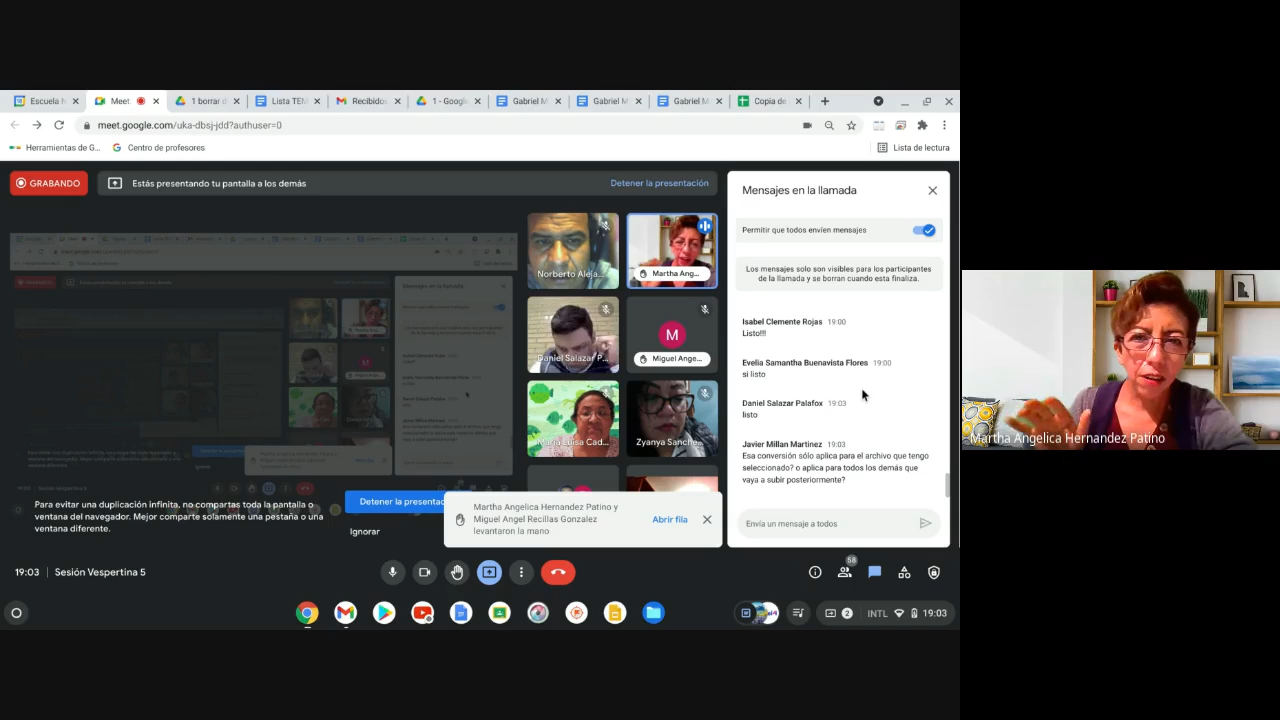 Escuela N
Meet
1 borrar d
Lista TEM
Recibidos
1 - Google
Gabriel M
Gabriel M
Gabriel M
Copia de
meet.google.com/uka-dbsj-jdd?authuser=0
Herramientas de G...
Centro de profesores
Lista de lectura
GRABANDO
Estás presentando tu pantalla a los demás
Detener la presentación
Norberto Aleja...
Martha Ang...
Daniel Salazar P...
M
Miguel Ange...
Maria Luisa Cad...
Zyanya Sanche...
Para evitar una duplicación infinita, no compartas toda la pantalla o
ventana del navegador. Mejor comparte solamente una pestaña o una
ventana diferente.
Detener la presentac
Ignorar
Martha Angelica Hernandez Patino y
Miguel Angel Recillas Gonzalez
levantaron la mano
Abrir fila
Mensajes en la llamada
Permitir que todos envíen mensajes
Los mensajes solo son visibles para los participantes
de la llamada y se borran cuando esta finaliza.
Isabel Clemente Rojas 19:00
Listo!!!
Evelia Samantha Buenavista Flores 19:00
si listo
Daniel Salazar Palafox 19:03
listo
Javier Millan Martinez 19:03
Esa conversión sólo aplica para el archivo que tengo
seleccionado? o aplica para todos los demás que
vaya a subir posteriormente?
Envía un mensaje a todos
19:03 | Sesión Vespertina 5
58
2
INTL
19:03
Martha Angelica Hernandez Patino